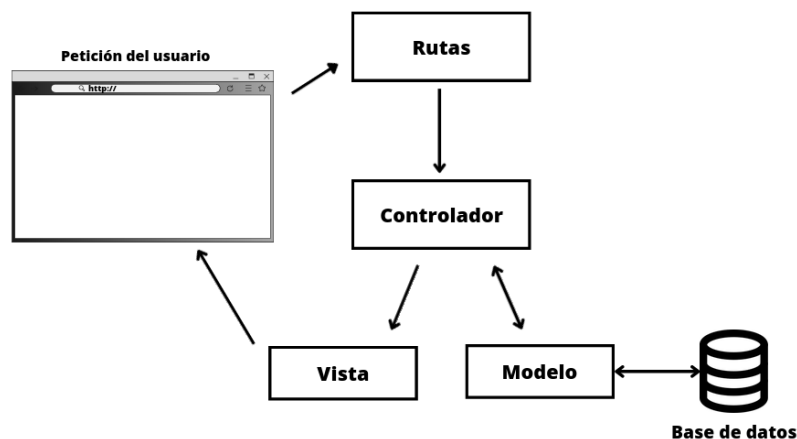 Petición del usuario
http://
Rutas
Controlador
Vista
Modelo
Base de datos